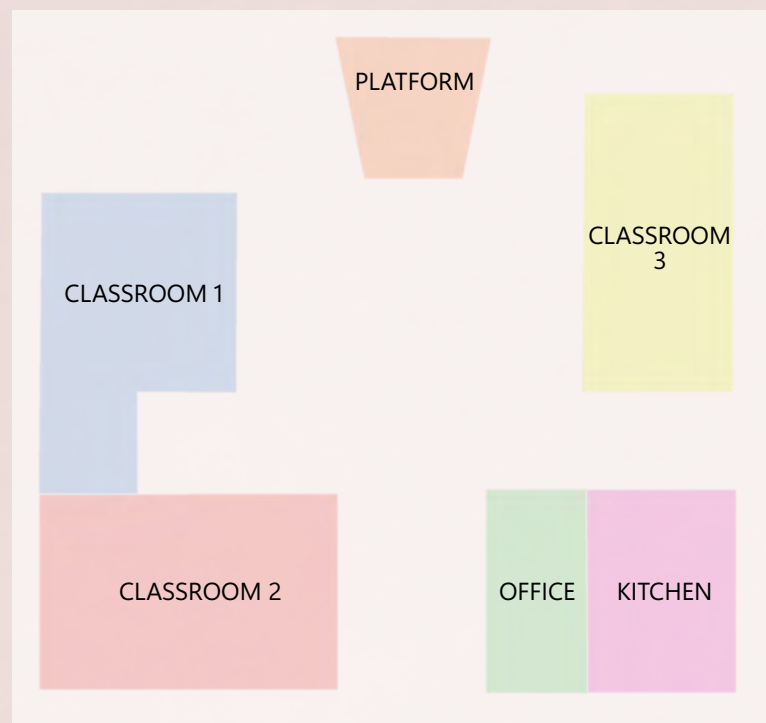 PLATFORM
CLASSROOM
3
CLASSROOM 1
CLASSROOM 2
OFFICE
KITCHEN